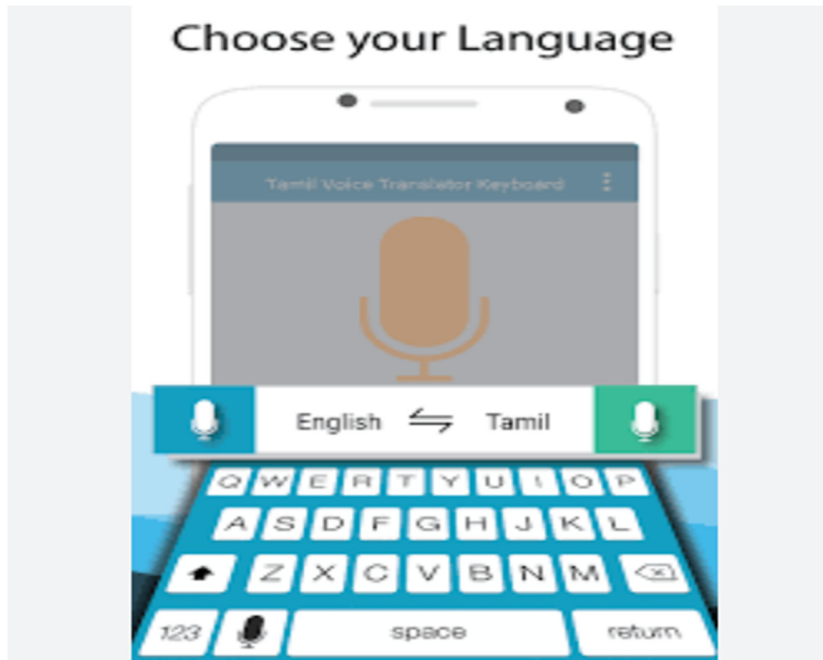 Choose your Language
Tamil Voice Translator Keyboard
English Tamil
Q W E R T Y U I O P
A S D F G H J K L
Z X C V B N M
123 space return